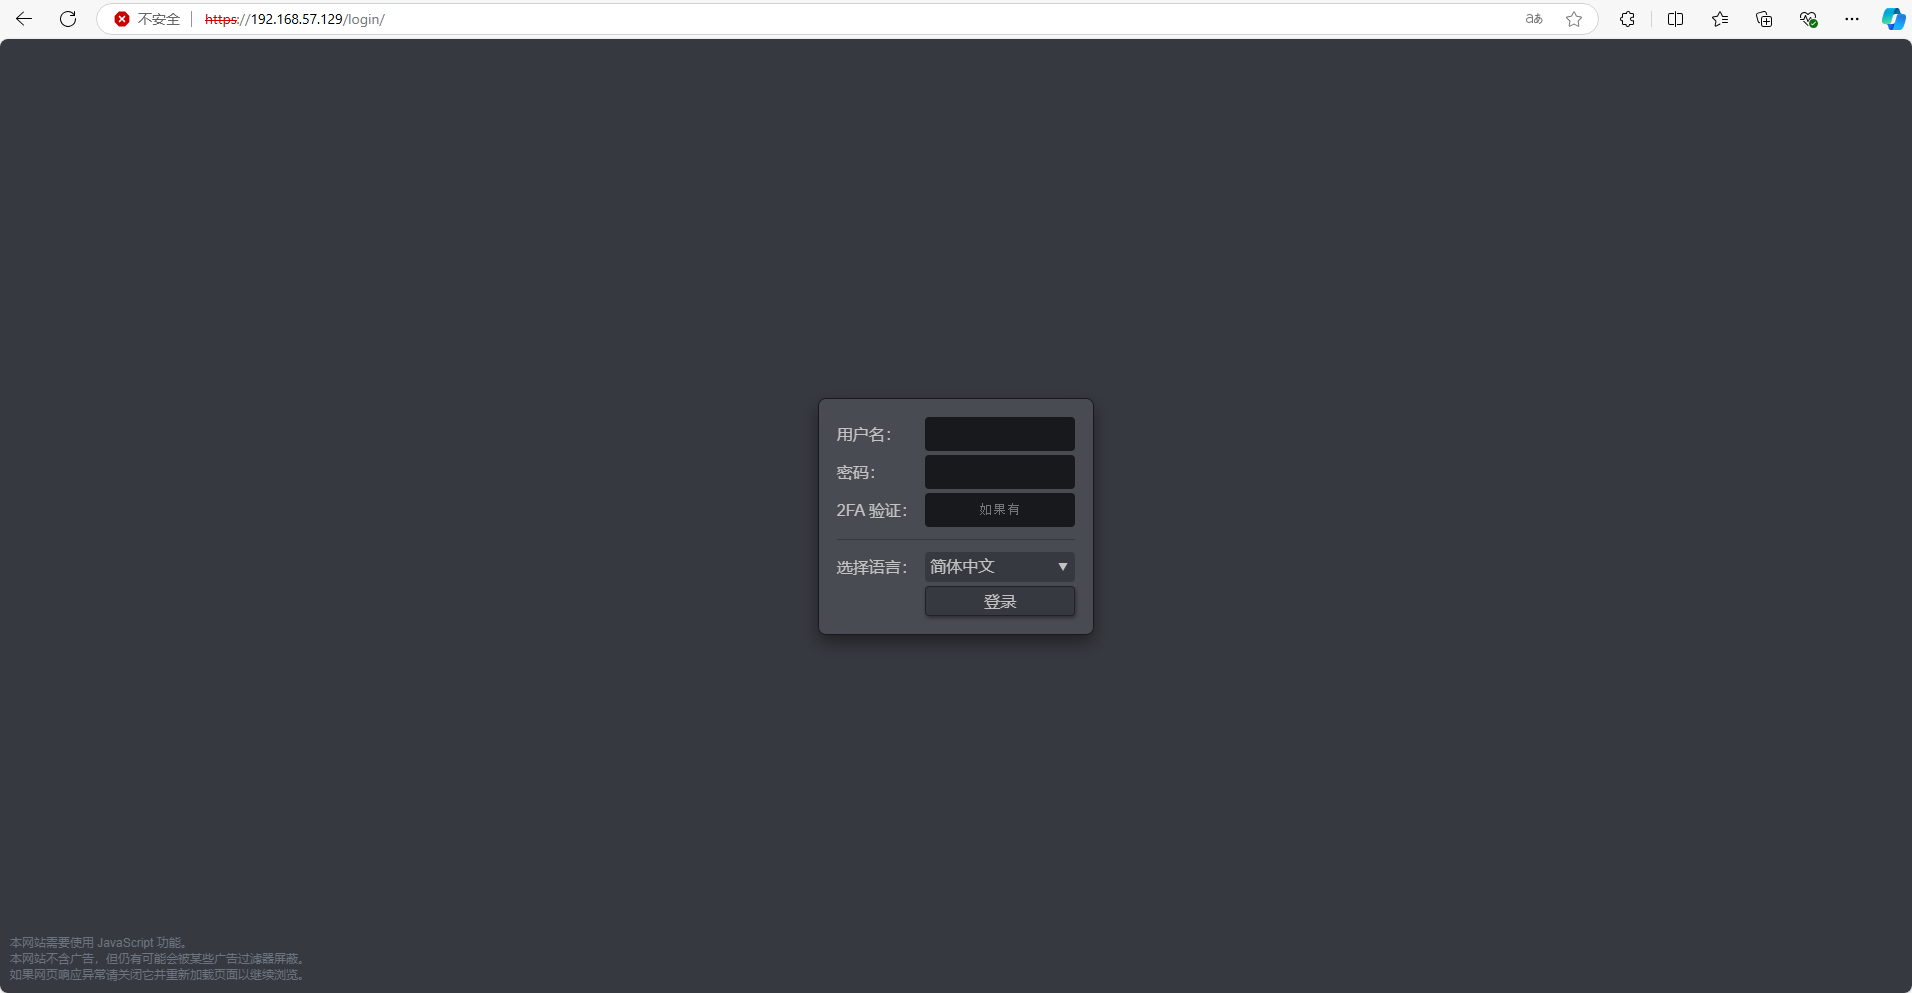 不安全 https://192.168.57.129/login/ aあ
用户名：
密码：
2FA 验证： 如果有
选择语言： 简体中文
登录
本网站需要使用 JavaScript 功能。
本网站不含广告，但仍有可能会被某些广告过滤器屏蔽。
如果网页响应异常请关闭它并重新加载页面以继续浏览。